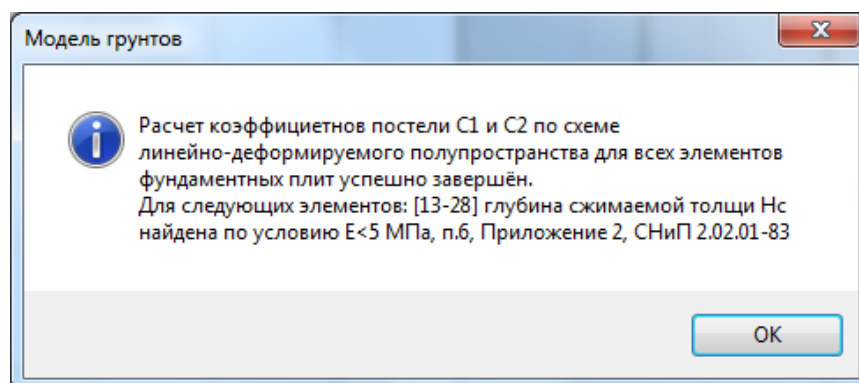 Модель грунтов
Расчет коэффициетнов постели С1 и С2 по схеме
линейно-деформируемого полупространства для всех элементов
фундаментных плит успешно завершён.
Для следующих элементов: [13-28] глубина сжимаемой толщи Нс
найдена по условию Е<5 МПа, п.6, Приложение 2, СНиП 2.02.01-83
ОК